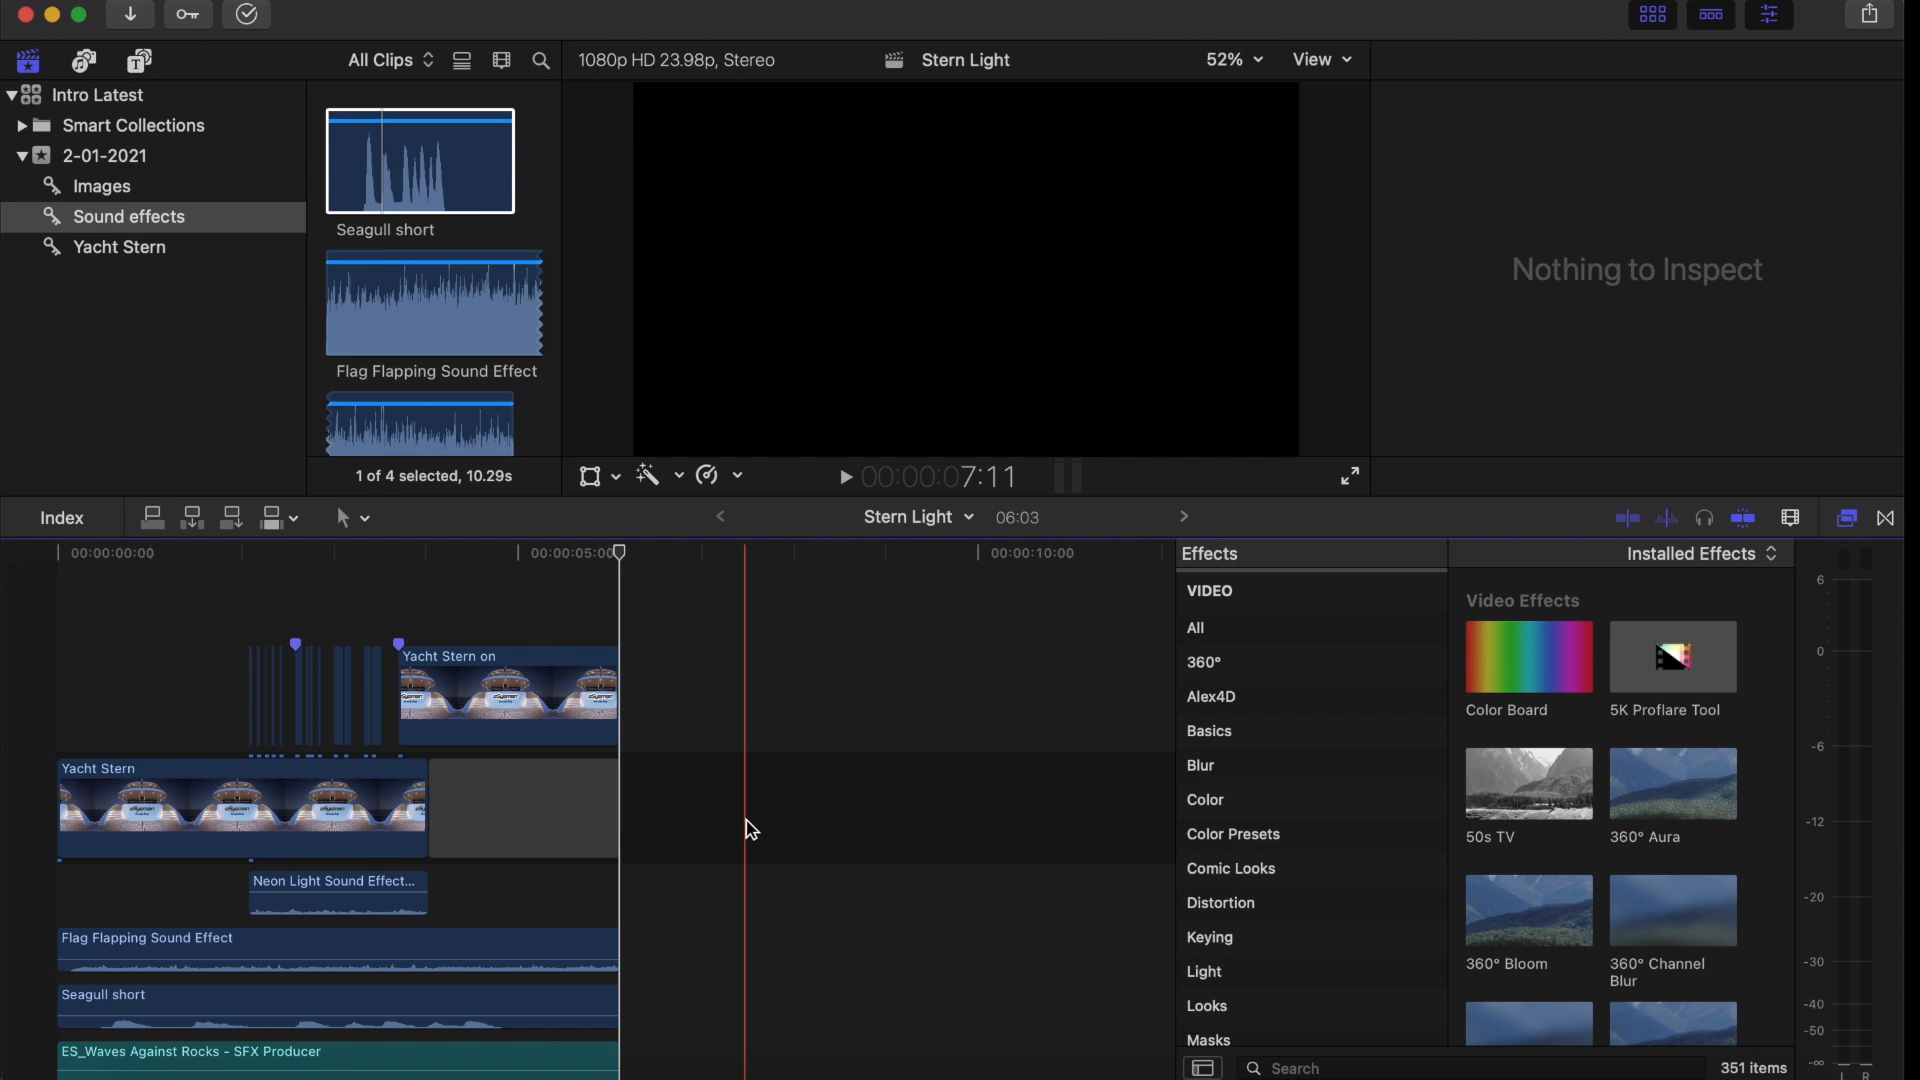 All Clips
1080p HD 23.98p, Stereo
Stern Light
52%
View
Intro Latest
Smart Collections
2-01-2021
Images
Sound effects
Yacht Stern
Seagull short
Flag Flapping Sound Effect
1 of 4 selected, 10.29s
00:00:07:11
Nothing to Inspect
Index
Stern Light
06:03
00:00:00:00
00:00:05:00
00:00:10:00
Yacht Stern on
Yacht Stern
Neon Light Sound Effect...
Flag Flapping Sound Effect
Seagull short
ES_Waves Against Rocks - SFX Producer
Effects
Installed Effects
VIDEO
All
360°
Alex4D
Basics
Blur
Color
Color Presets
Comic Looks
Distortion
Keying
Light
Looks
Masks
Video Effects
Color Board
5K Proflare Tool
50s TV
360° Aura
360° Bloom
360° Channel
Blur
Search
351 items
6
0
-6
-12
-20
-30
-40
-50
-∞
L R